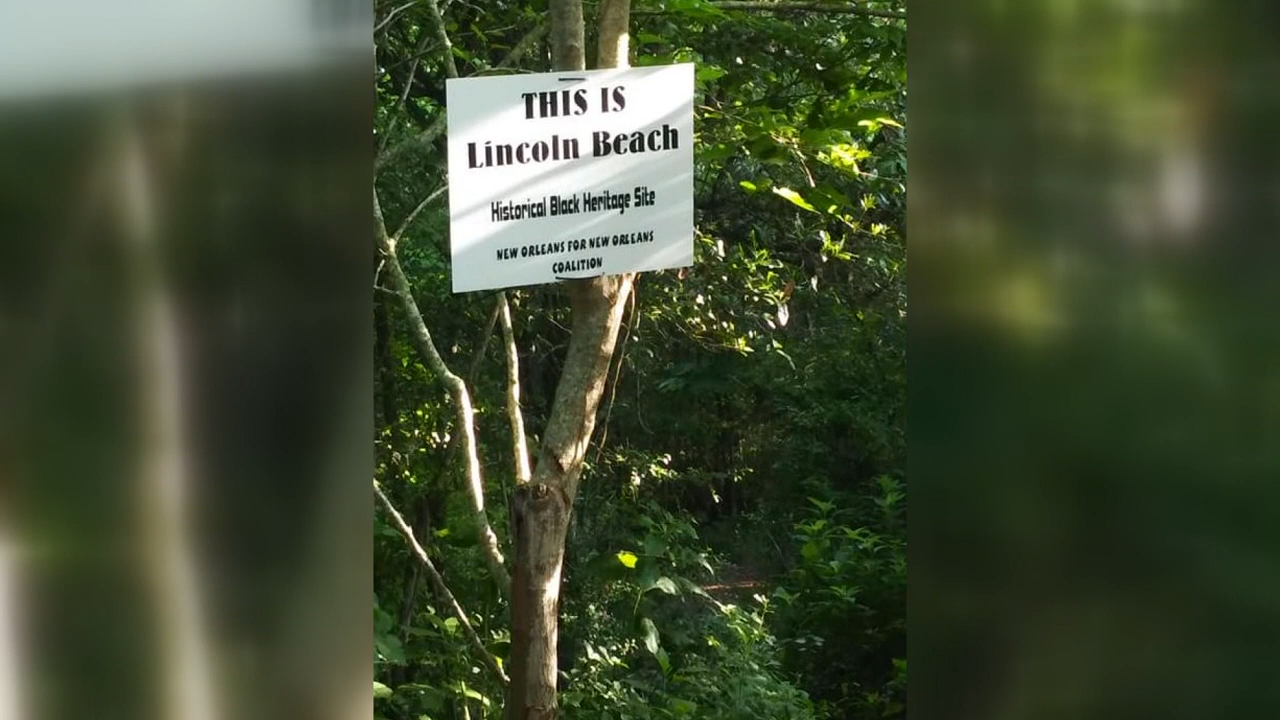 THIS IS
Lincoln Beach
Historical Black Heritage Site
NEW ORLEANS FOR NEW ORLEANS
COALITION